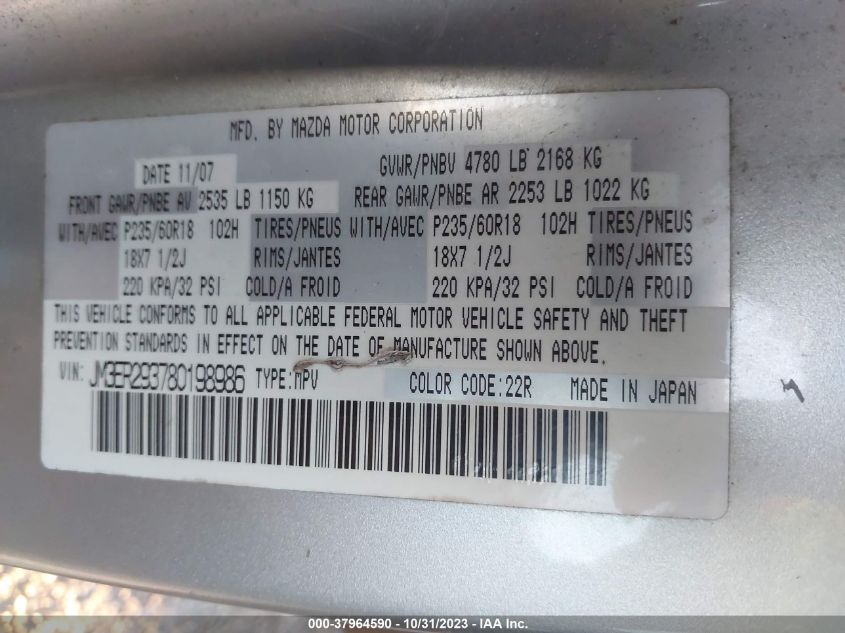 MFD. BY MAZDA MOTOR CORPORATION
DATE 11/07 GVWR/PNBV 4780 LB 2168 KG
FRONT GAWR/PNBE AV 2535 LB 1150 KG REAR GAWR/PNBE AR 2253 LB 1022 KG
WITH/AVEC P235/60R18 102H TIRES/PNEUS WITH/AVEC P235/60R18 102H TIRES/PNEUS
18X7 1/2J RIMS/JANTES 18X7 1/2J RIMS/JANTES
220 KPA/32 PSI COLD/A FROID 220 KPA/32 PSI COLD/A FROID
THIS VEHICLE CONFORMS TO ALL APPLICABLE FEDERAL MOTOR VEHICLE SAFETY AND THEFT
PREVENTION STANDARDS IN EFFECT ON THE DATE OF MANUFACTURE SHOWN ABOVE.
VIN: JM3ER293780198986 TYPE:MPV COLOR CODE:22R MADE IN JAPAN
000-37964590 - 10/31/2023 - IAA Inc.